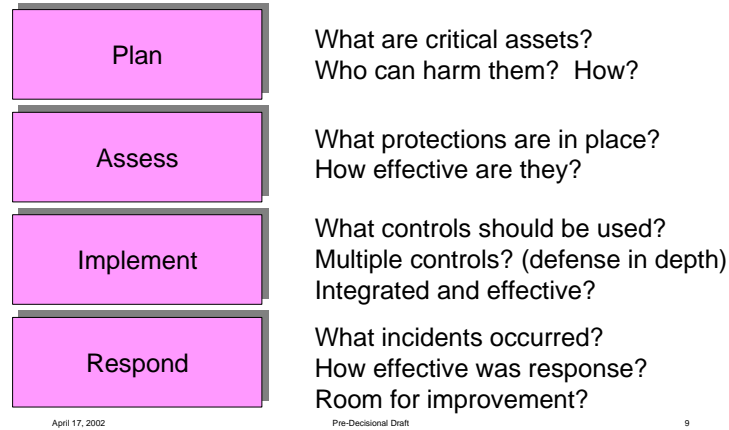 Plan
What are critical assets?
Who can harm them? How?
Assess
What protections are in place?
How effective are they?
Implement
What controls should be used?
Multiple controls? (defense in depth)
Integrated and effective?
Respond
What incidents occurred?
How effective was response?
Room for improvement?
April 17, 2002
Pre-Decisional Draft
9